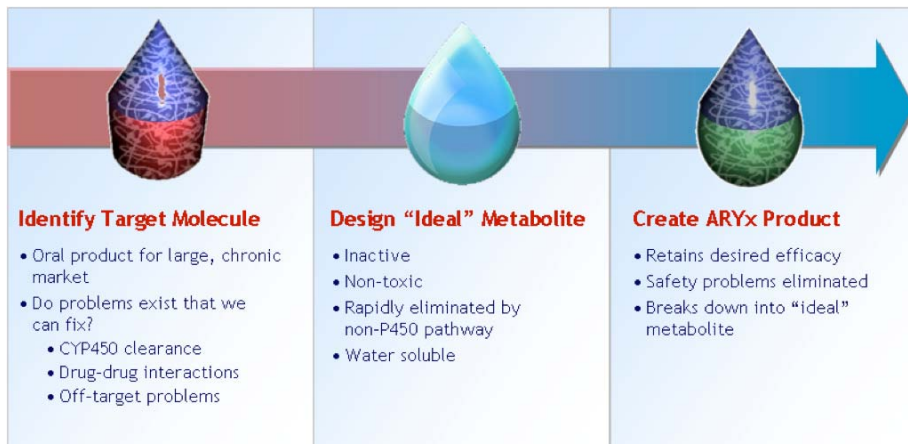 Identify Target Molecule
• Oral product for large, chronic
market
• Do problems exist that we
can fix?
• CYP450 clearance
• Drug-drug interactions
• Off-target problems
Design “Ideal” Metabolite
• Inactive
• Non-toxic
• Rapidly eliminated by
non-P450 pathway
• Water soluble
Create ARYx Product
• Retains desired efficacy
• Safety problems eliminated
• Breaks down into “ideal”
metabolite